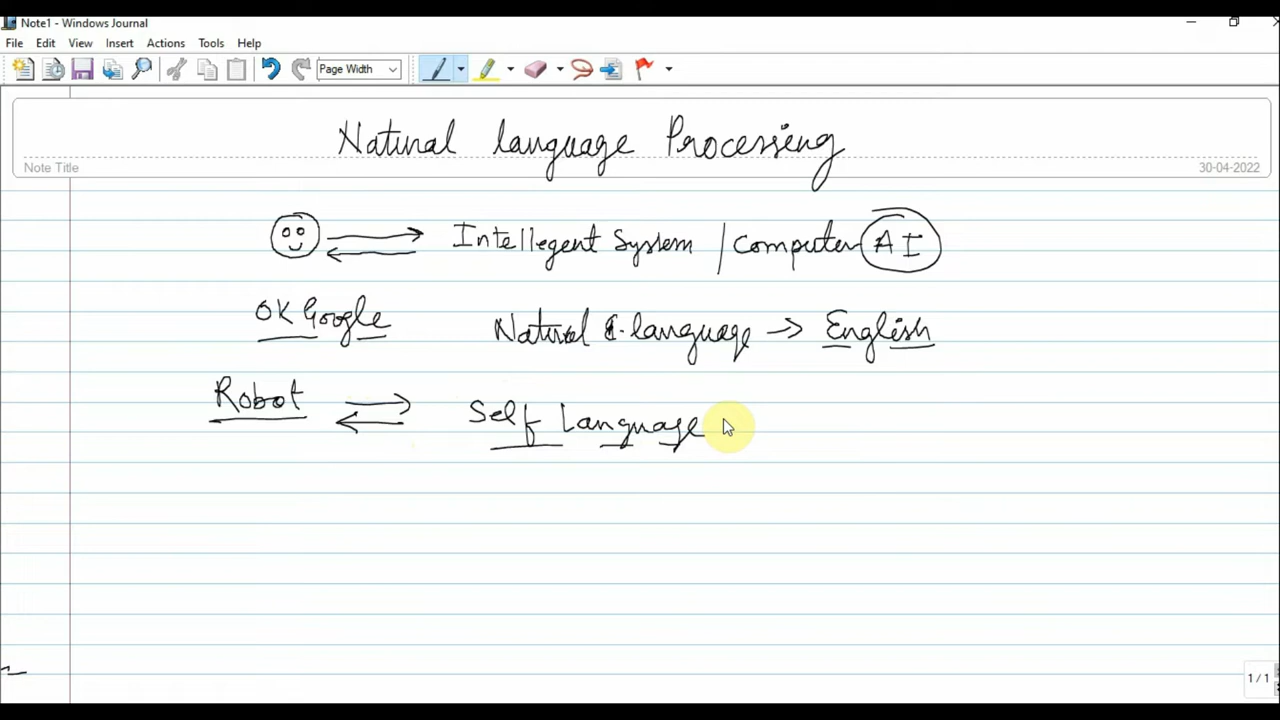 Note1 - Windows Journal
File Edit View Insert Actions Tools Help
Page Width
Natural language Processing
Note Title
30-04-2022
Intellegent System / Computer AI
OK Google
Natural language → English
Robot
Self Language
1 / 1